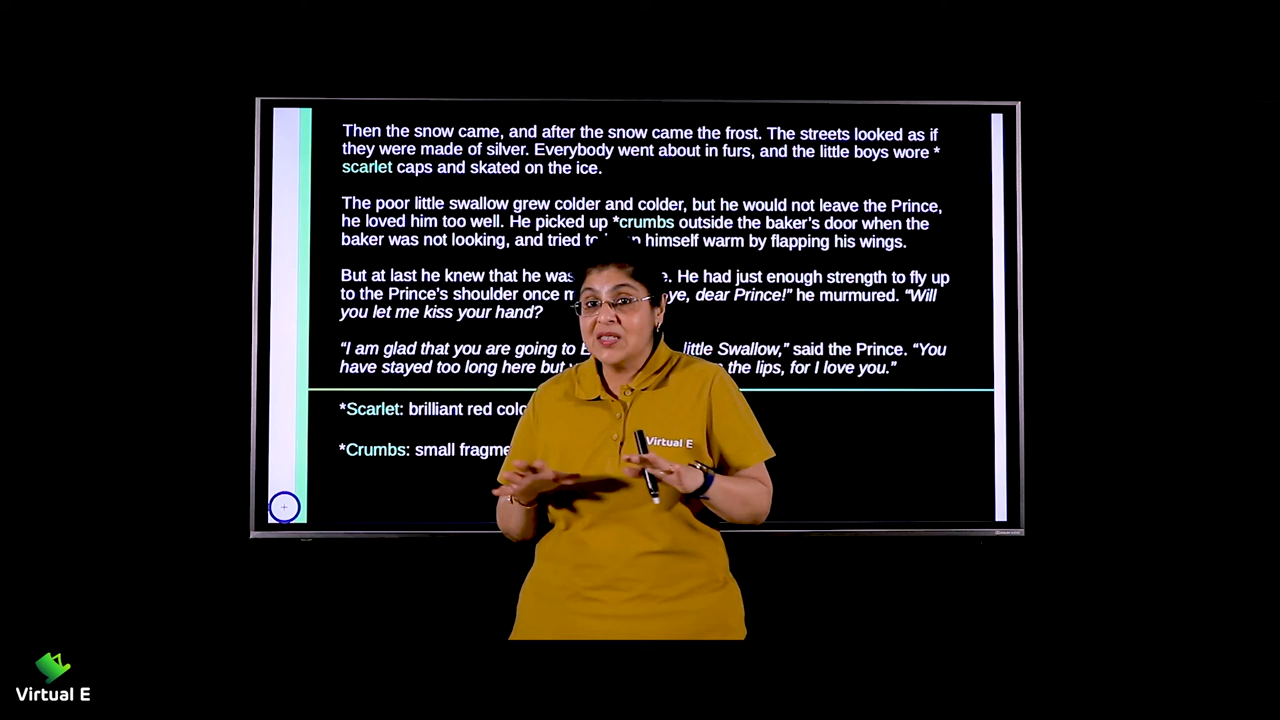 Then the snow came, and after the snow came the frost. The streets looked as if
they were made of silver. Everybody went about in furs, and the little boys wore *
scarlet caps and skated on the ice.
The poor little swallow grew colder and colder, but he would not leave the Prince,
he loved him too well. He picked up *crumbs outside the baker's door when the
baker was not looking, and tried to himself warm by flapping his wings.
But at last he knew that he was He had just enough strength to fly up
to the Prince's shoulder once dear Prince!” he murmured. “Will
you let me kiss your hand?
“I am glad that you are going to little Swallow,” said the Prince. “You
have stayed too long here but the lips, for I love you.”
*Scarlet: brilliant red
*Crumbs: small
Virtual E
Virtual E